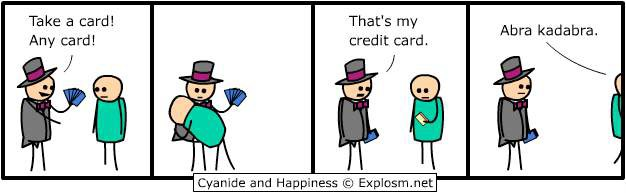 Take a card!
Any card!
That's my
credit card.
Abra kadabra.
Cyanide and Happiness © Explosm.net